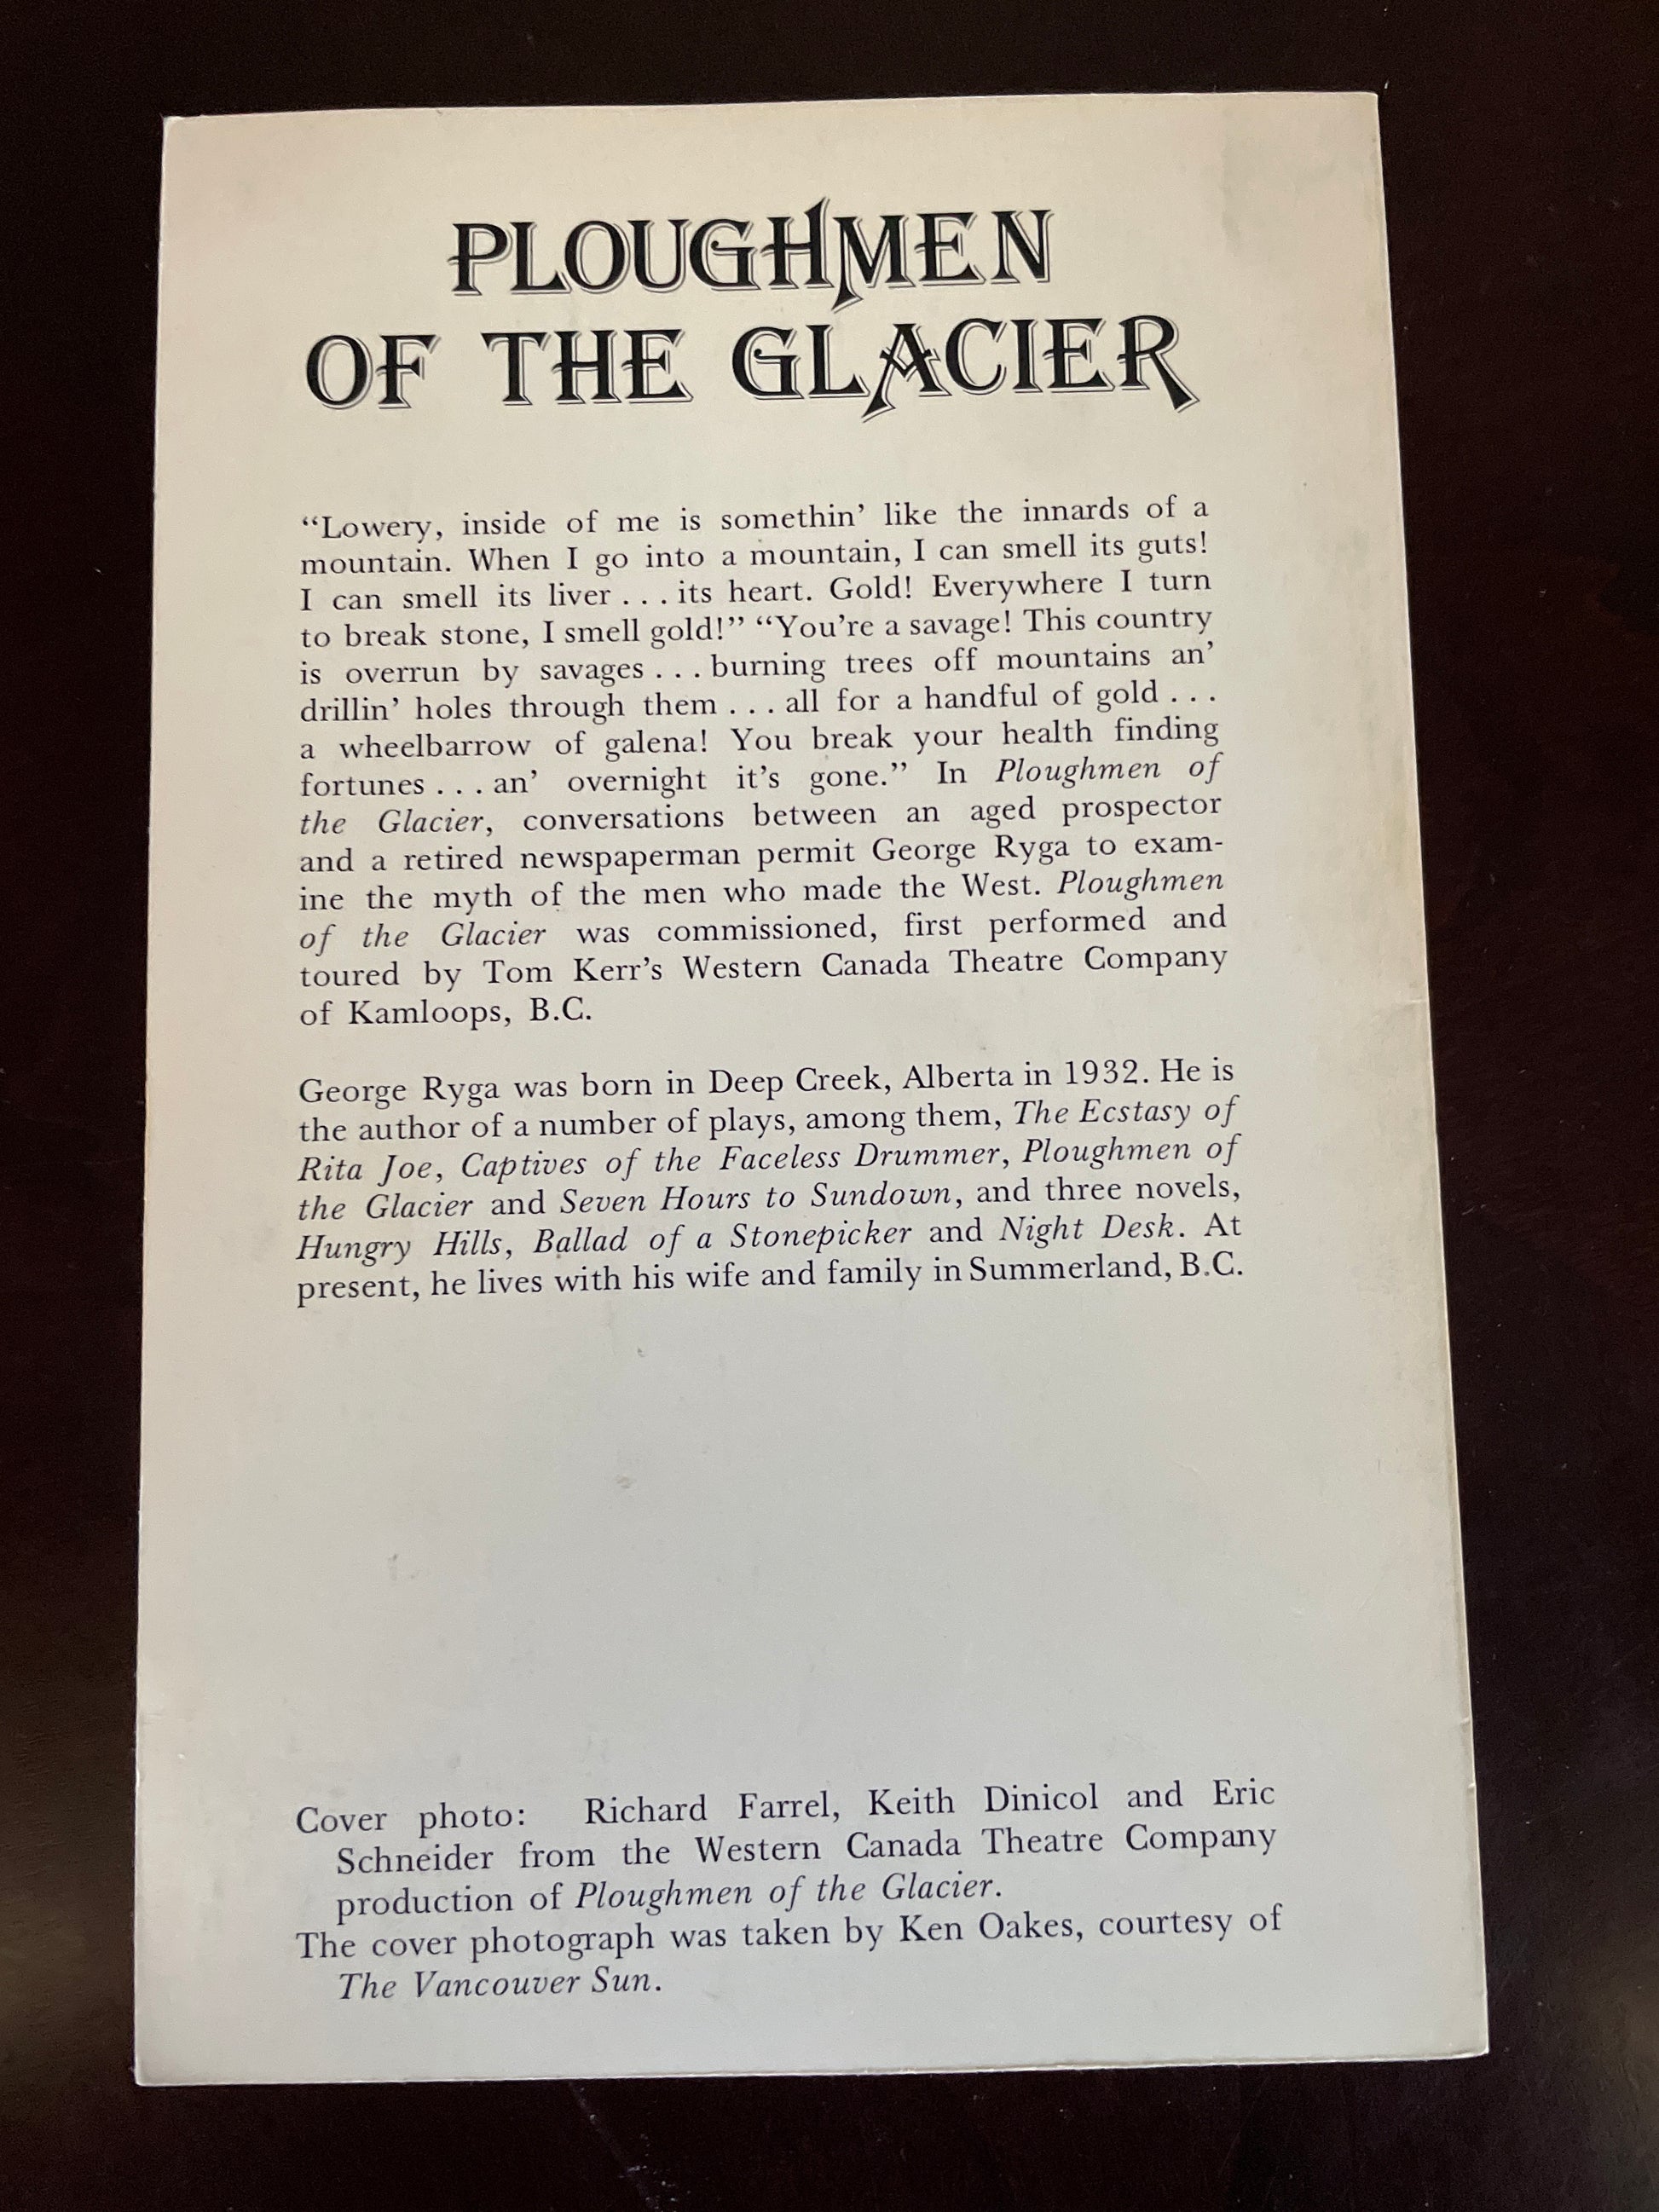 PLOUGHMEN
OF THE GLACIER
“Lowery, inside of me is somethin’ like the innards of a
mountain. When I go into a mountain, I can smell its guts!
I can smell its liver . . . its heart. Gold! Everywhere I turn
to break stone, I smell gold!” “You’re a savage! This country
is overrun by savages . . . burning trees off mountains an’
drillin’ holes through them . . . all for a handful of gold . . .
a wheelbarrow of galena! You break your health finding
fortunes . . . an’ overnight it’s gone.” In Ploughmen of
the Glacier, conversations between an aged prospector
and a retired newspaperman permit George Ryga to exam-
ine the myth of the men who made the West. Ploughmen
of the Glacier was commissioned, first performed and
toured by Tom Kerr’s Western Canada Theatre Company
of Kamloops, B.C.
George Ryga was born in Deep Creek, Alberta in 1932. He is
the author of a number of plays, among them, The Ecstasy of
Rita Joe, Captives of the Faceless Drummer, Ploughmen of
the Glacier and Seven Hours to Sundown, and three novels,
Hungry Hills, Ballad of a Stonepicker and Night Desk. At
present, he lives with his wife and family in Summerland, B.C.
Cover photo: Richard Farrel, Keith Dinicol and Eric
Schneider from the Western Canada Theatre Company
production of Ploughmen of the Glacier.
The cover photograph was taken by Ken Oakes, courtesy of
The Vancouver Sun.